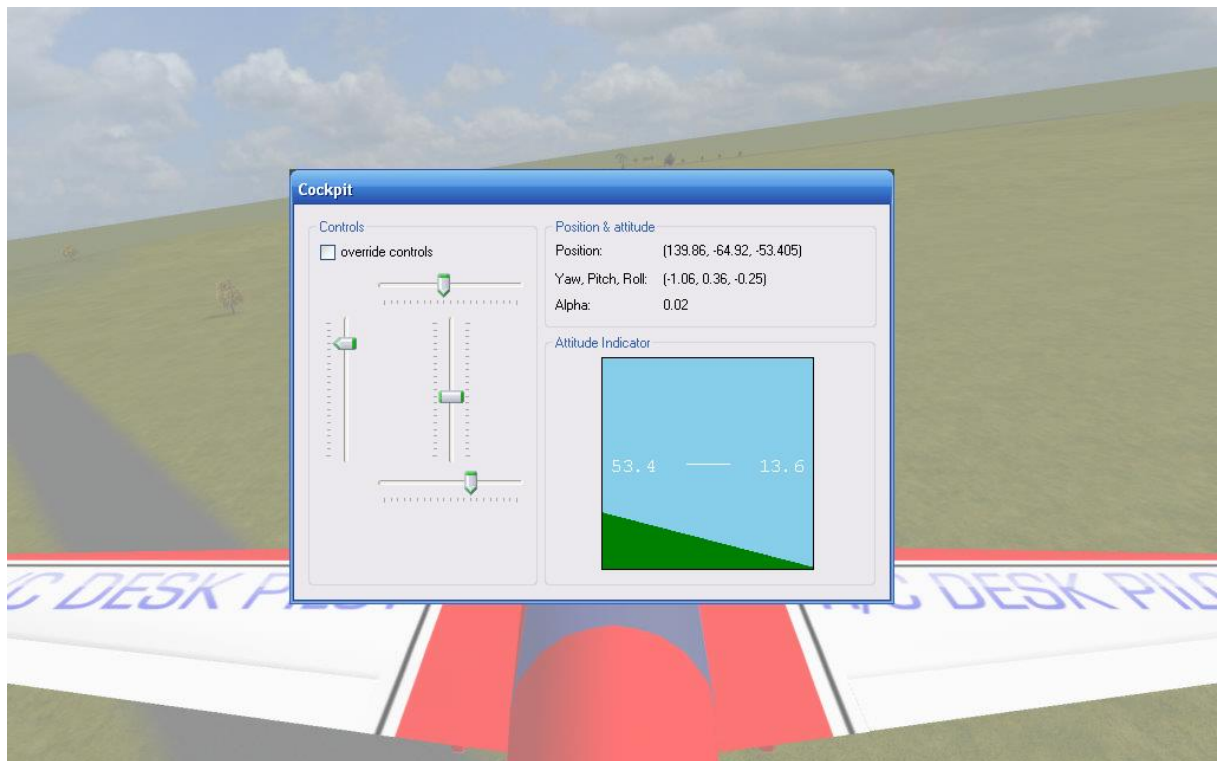 Cockpit
Controls
override controls
Position & attitude
Position: (139.86, -64.92, -53.405)
Yaw, Pitch, Roll: (-1.06, 0.36, -0.25)
Alpha: 0.02
Attitude Indicator
53.4 13.6
DESK
C DESK PIL